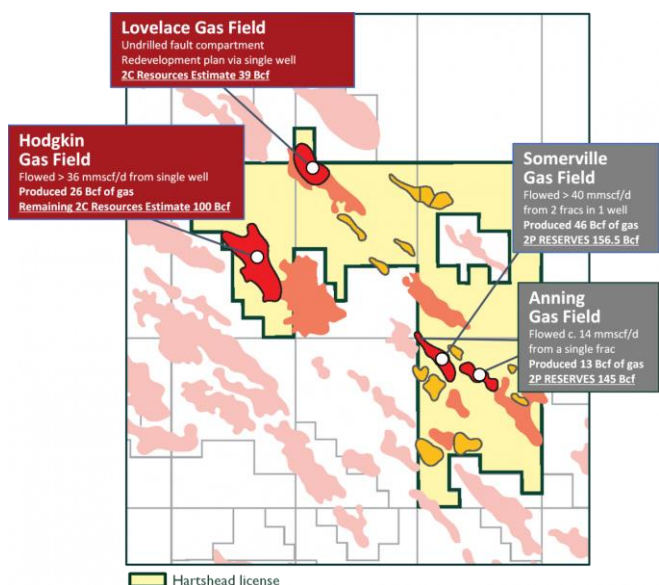 Lovelace Gas Field
Undrilled fault compartment
Redevelopment plan via single well
2C Resources Estimate 39 Bcf
Hodgkin
Gas Field
Flowed > 36 mmscf/d from single well
Produced 26 Bcf of gas
Remaining 2C Resources Estimate 100 Bcf
Somerville
Gas Field
Flowed > 40 mmscf/d
from 2 fracs in 1 well
Produced 46 Bcf of gas
2P RESERVES 156.5 Bcf
Anning
Gas Field
Flowed c. 14 mmscf/d
from a single frac
Produced 13 Bcf of gas
2P RESERVES 145 Bcf
Hartshead license